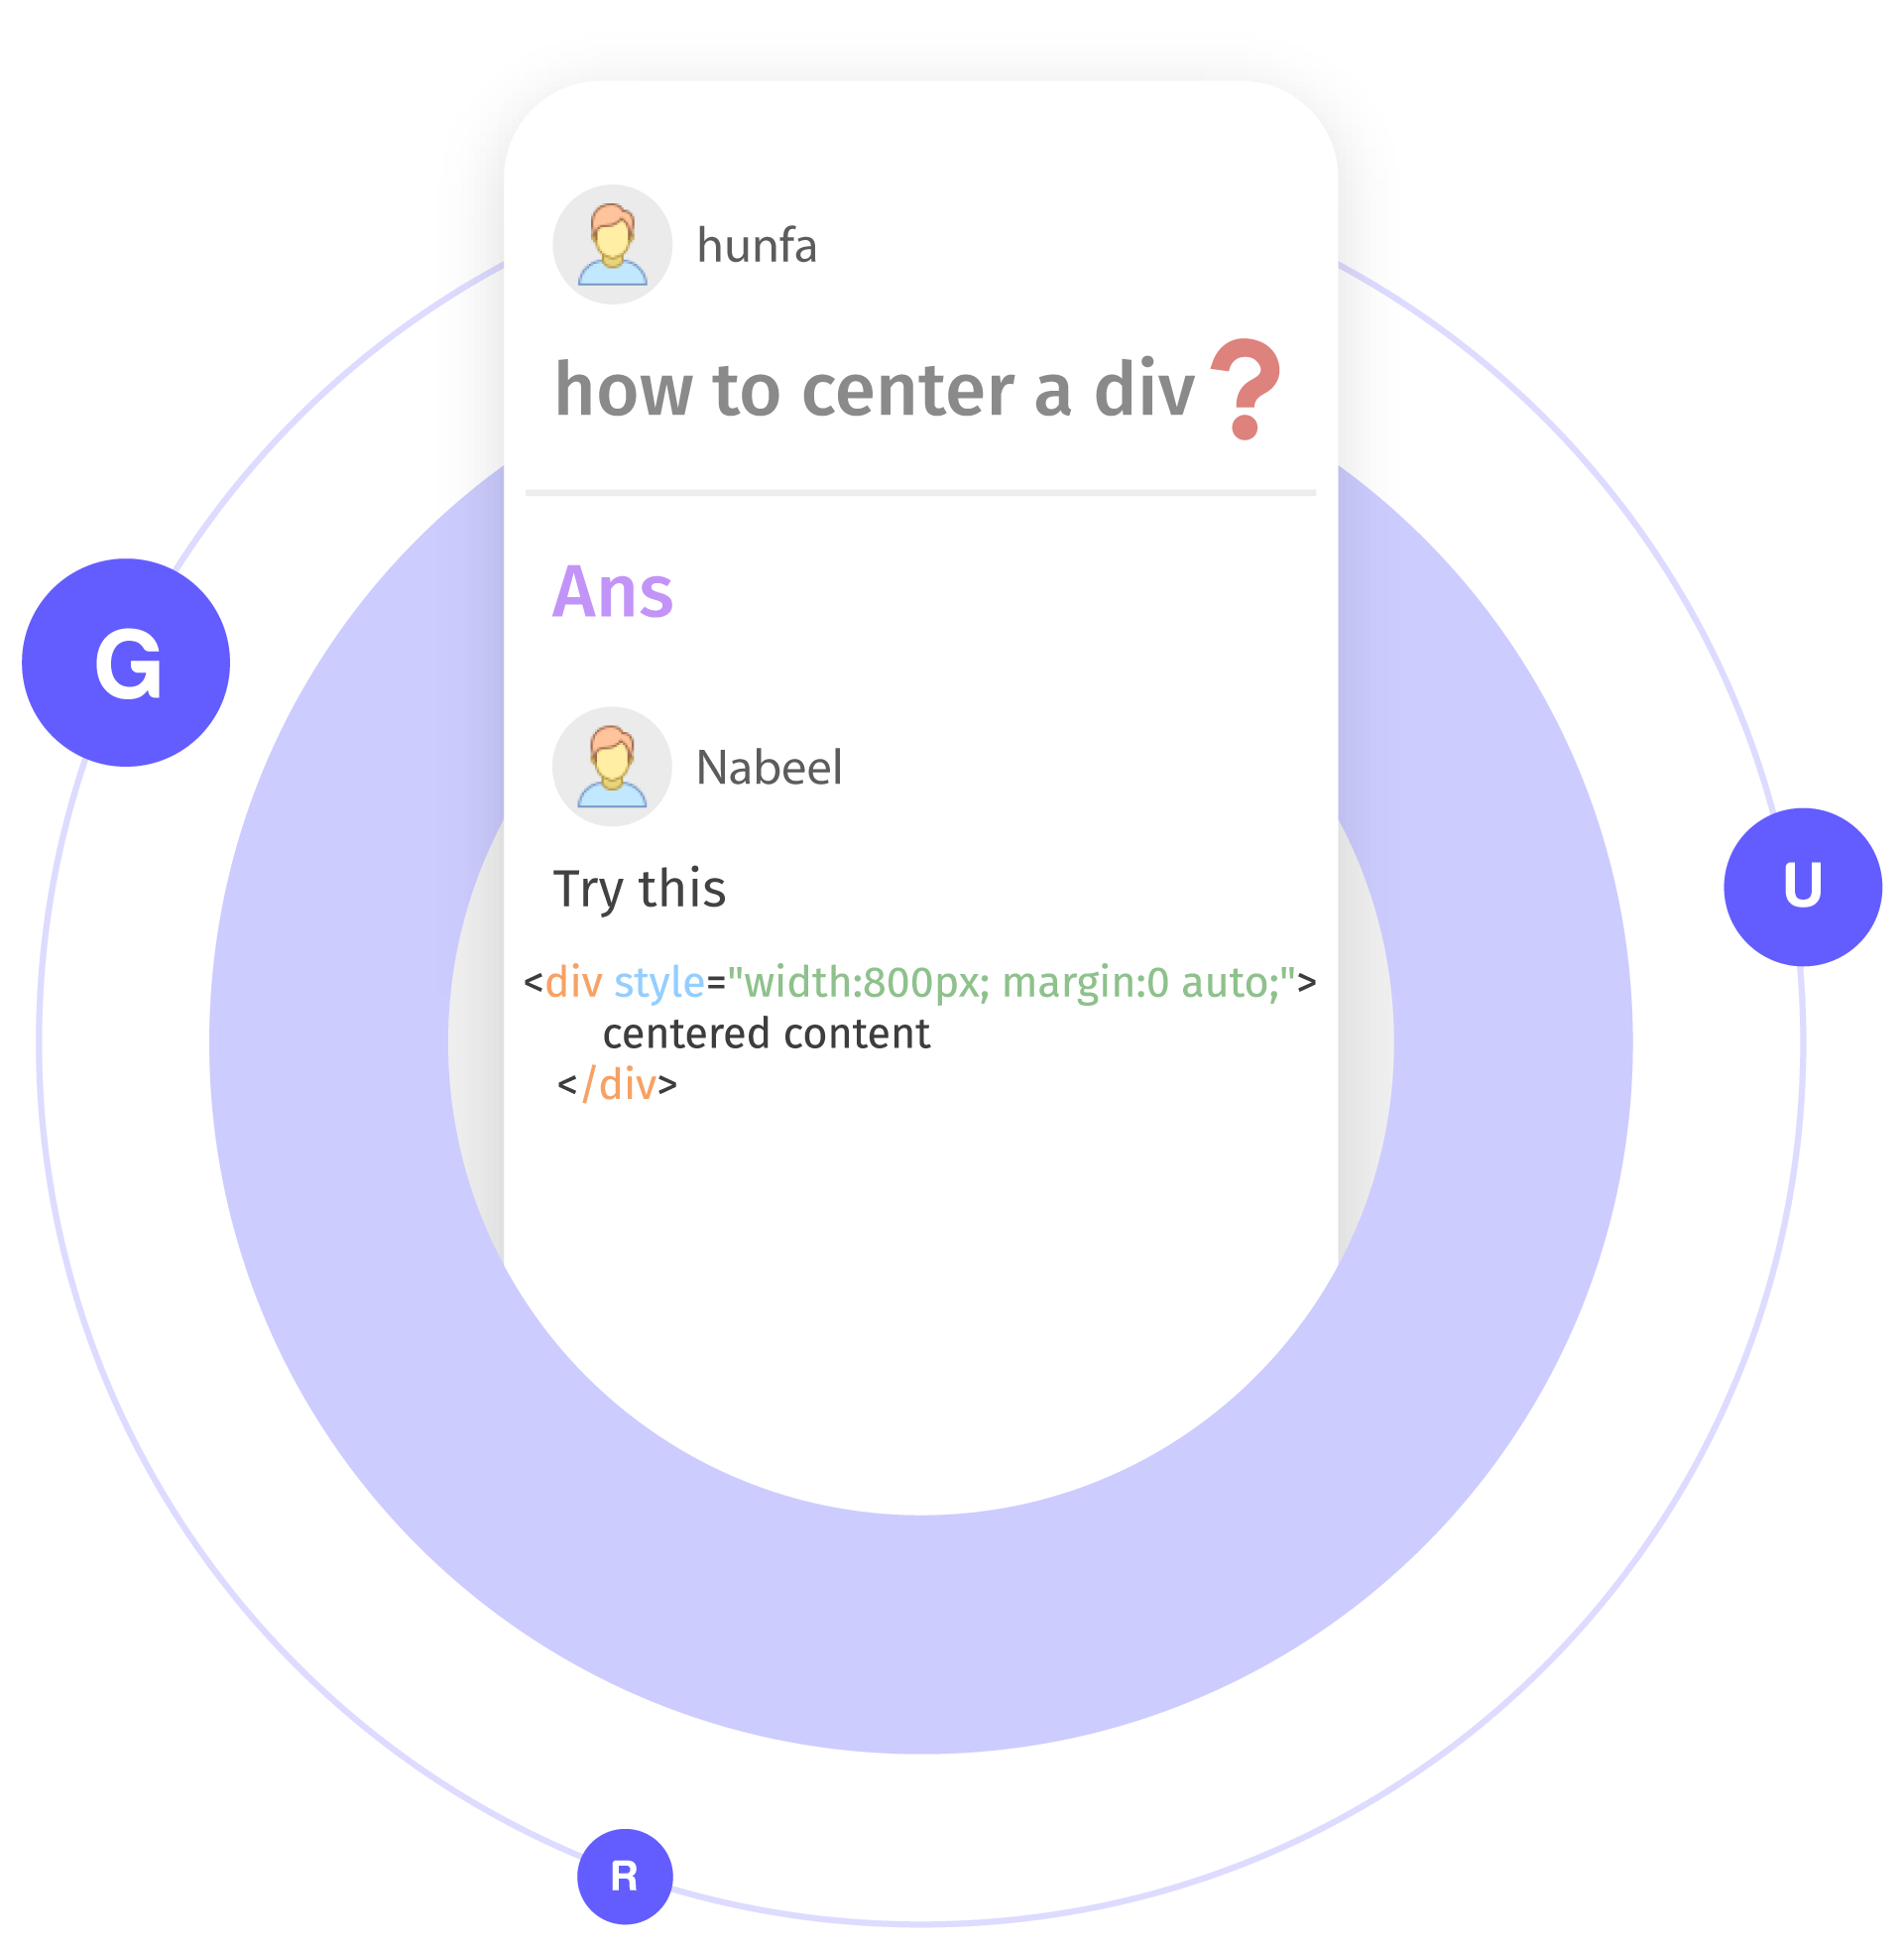 hunfa
how to center a div?
Ans
G
Nabeel
U
Try this
<div style="width:800px; margin:0 auto;">
centered content
</div>
R